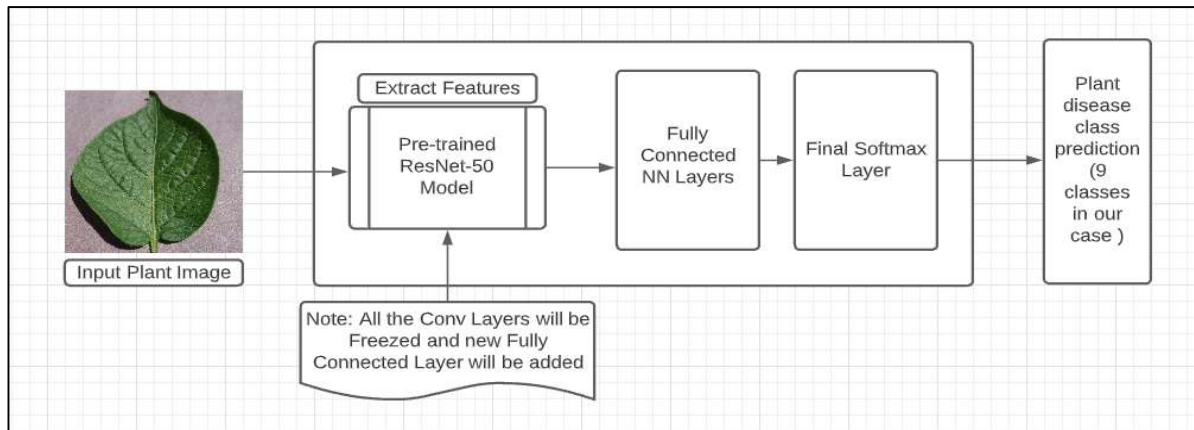 Input Plant Image
Extract Features
Pre-trained
ResNet-50
Model
Note: All the Conv Layers will be
Freezed and new Fully
Connected Layer will be added
Fully
Connected
NN Layers
Final Softmax
Layer
Plant
disease
class
prediction
(9
classes
in our
case )